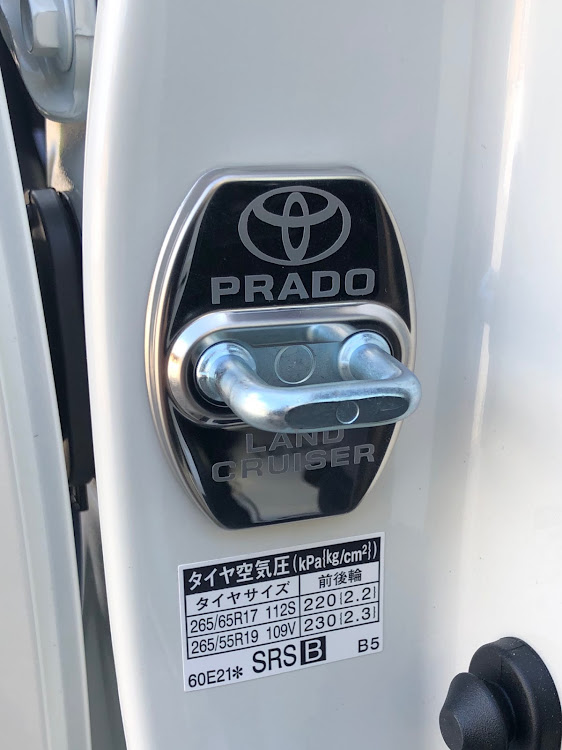 PRADO
LAND
CRUISER
タイヤ空気圧(kPa{kg/cm²})
タイヤサイズ 前後輪
265/65R17 112S 220{2.2}
265/55R19 109V 230{2.3}
60E21* SRS B B5